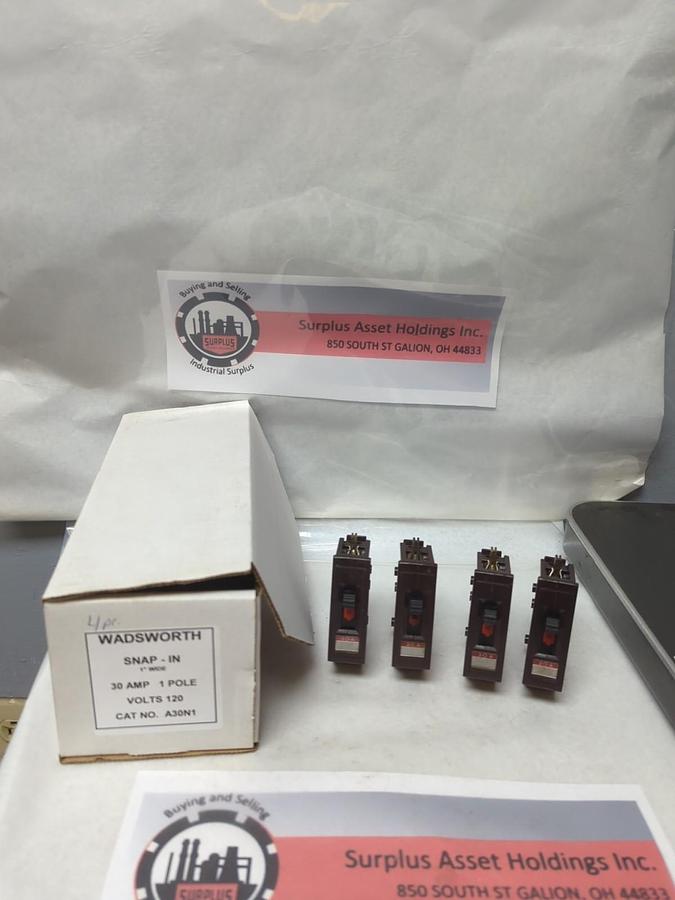 Buying and Selling
SURPLUS
Industrial Surplus
Surplus Asset Holdings Inc.
850 SOUTH ST GALION, OH 44833
4/pc.
WADSWORTH
SNAP - IN
1" WIDE
30 AMP 1 POLE
VOLTS 120
CAT NO. A30N1
Buying and Selling
SURPLUS
Surplus Asset Holdings Inc.
850 SOUTH ST GALION, OH 44833